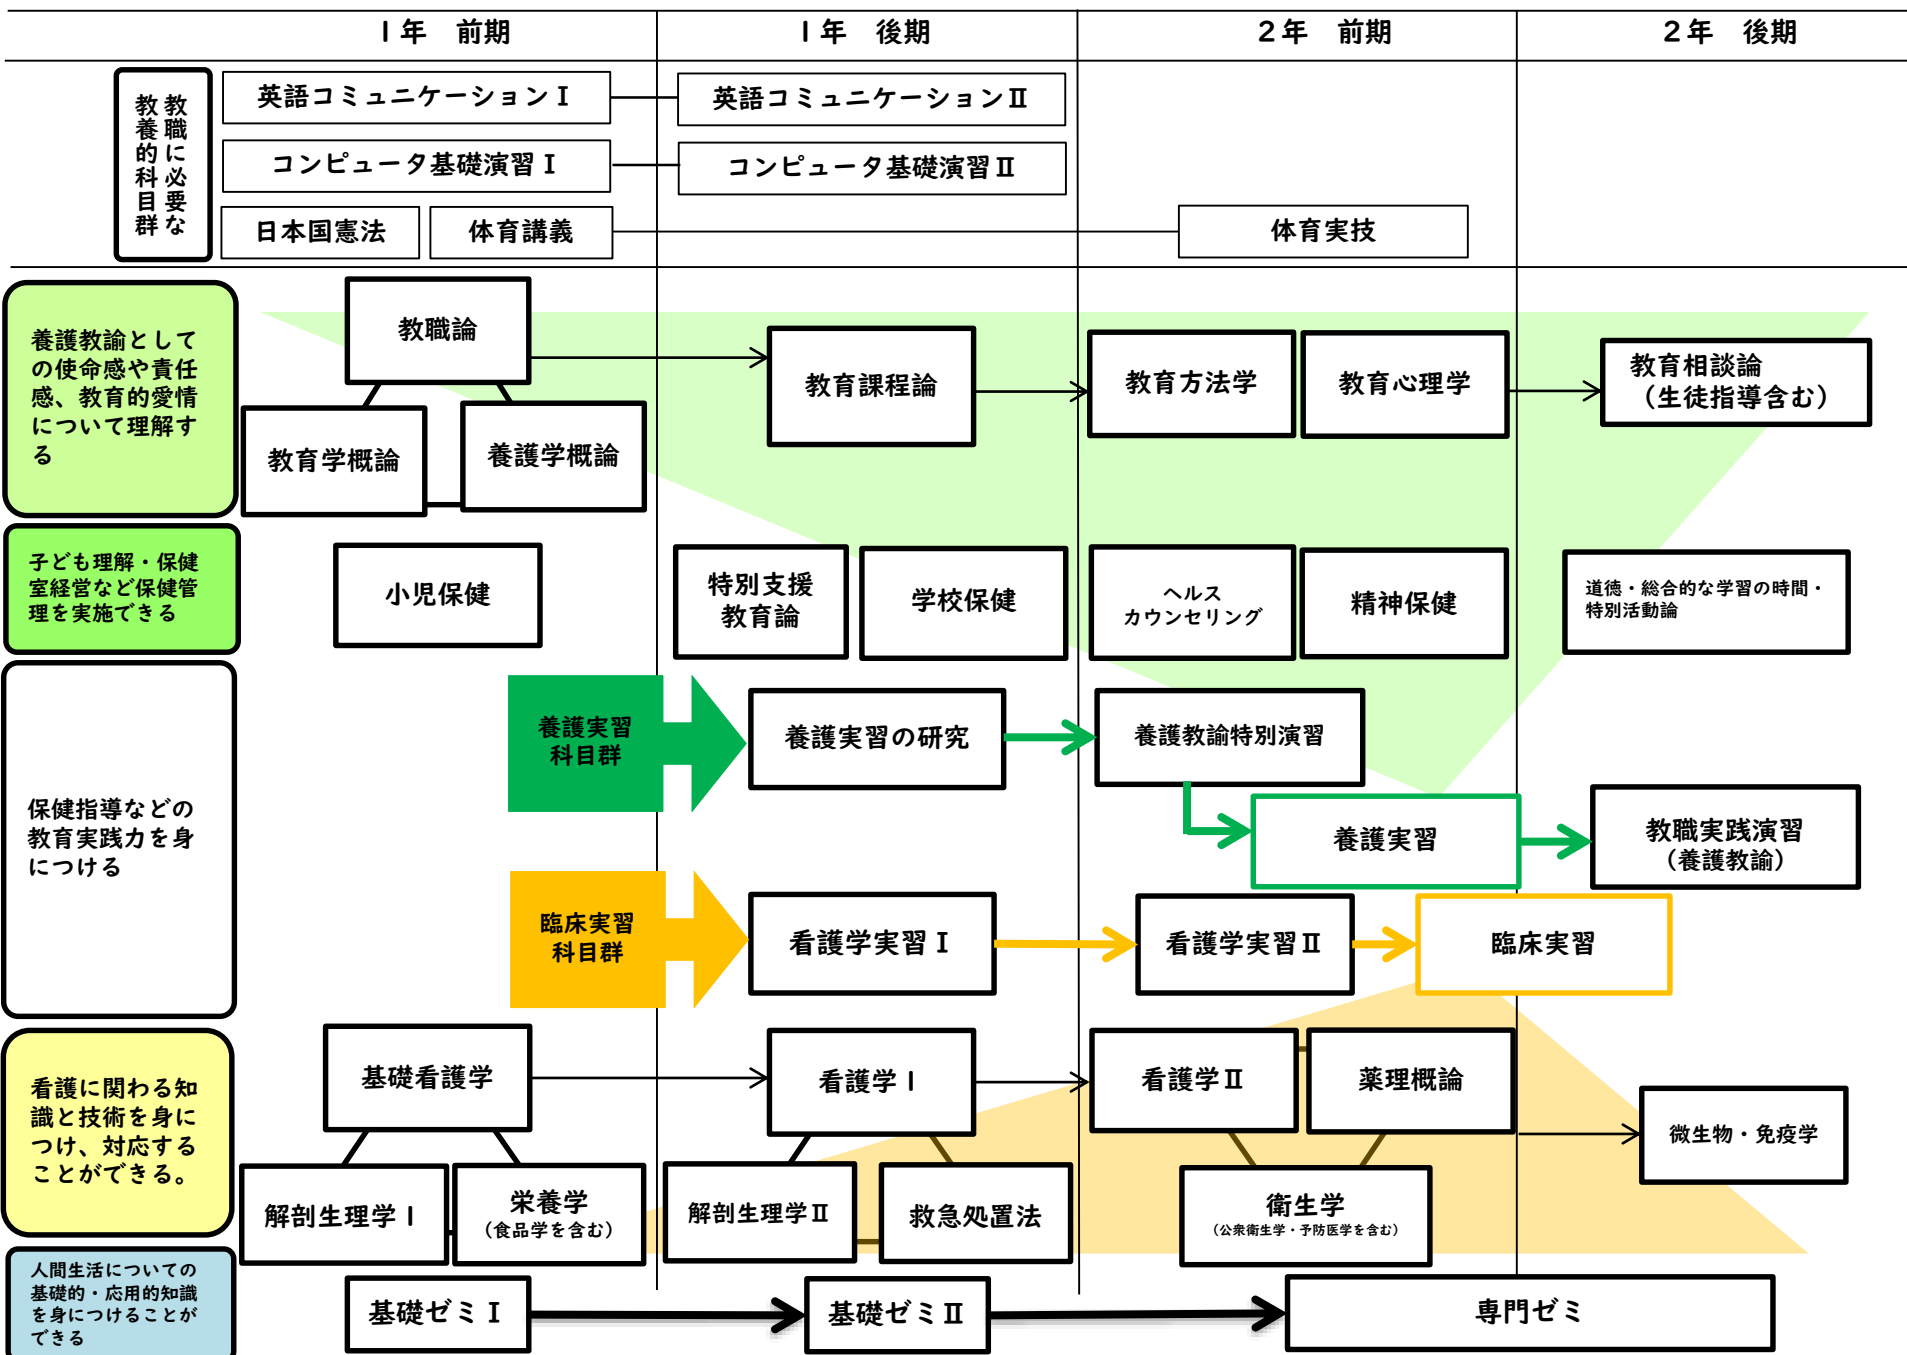 1年　前期
1年　後期
2年　前期
2年　後期
教職に必要な
教養的科目群
英語コミュニケーションⅠ
英語コミュニケーションⅡ
コンピュータ基礎演習Ⅰ
コンピュータ基礎演習Ⅱ
日本国憲法
体育講義
体育実技
養護教諭として
の使命感や責任
感、教育的愛情
について理解す
る
教職論
教育学概論
養護学概論
教育課程論
教育方法学
教育心理学
教育相談論
（生徒指導含む）
子ども理解・保健
室経営など保健管
理を実施できる
小児保健
特別支援
教育論
学校保健
ヘルス
カウンセリング
精神保健
道徳・総合的な学習の時間・
特別活動論
保健指導などの
教育実践力を身
につける
養護実習
科目群
養護実習の研究
養護教諭特別演習
養護実習
教職実践演習
（養護教諭）
臨床実習
科目群
看護学実習Ⅰ
看護学実習Ⅱ
臨床実習
看護に関わる知
識と技術を身に
つけ、対応する
ことができる。
基礎看護学
解剖生理学Ⅰ
栄養学
（食品学を含む）
看護学Ⅰ
解剖生理学Ⅱ
救急処置法
看護学Ⅱ
薬理概論
衛生学
（公衆衛生学・予防医学を含む）
微生物・免疫学
人間生活についての
基礎的・応用的知識
を身につけることが
できる
基礎ゼミⅠ
基礎ゼミⅡ
専門ゼミ